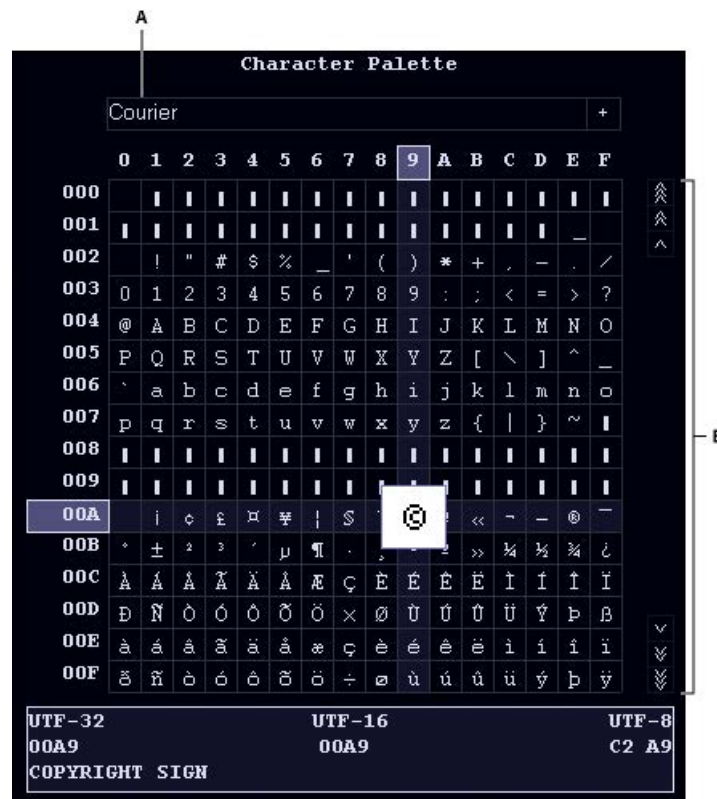 A
Character Palette
Courier +
0 1 2 3 4 5 6 7 8 9 A B C D E F
000
001 _
002 ! " # $ % _ ' ( ) * + , — . /
003 0 1 2 3 4 5 6 7 8 9 : ; < = > ?
004 @ A B C D E F G H I J K L M N O
005 P Q R S T U V W X Y Z [ \ ] ^ _
006 ` a b c d e f g h i j k l m n o
007 p q r s t u v w x y z { | } ~
008
009
00A ¡ ¢ £ ¤ ¥ ¦ § © « ¬ – ® ¯
00B ° ± ² ³ ´ µ ¶ · º » ¼ ½ ¾ ¿
00C À Á Â Ã Ä Å Æ Ç È É Ê Ë Ì Í Î Ï
00D Ð Ñ Ò Ó Ô Õ Ö × Ø Ù Ú Û Ü Ý Þ ß
00E à á â ã ä å æ ç è é ê ë ì í î ï
00F ð ñ ò ó ô õ ö ÷ ø ù ú û ü ý þ ÿ
UTF-32 UTF-16 UTF-8
00A9 00A9 C2 A9
COPYRIGHT SIGN